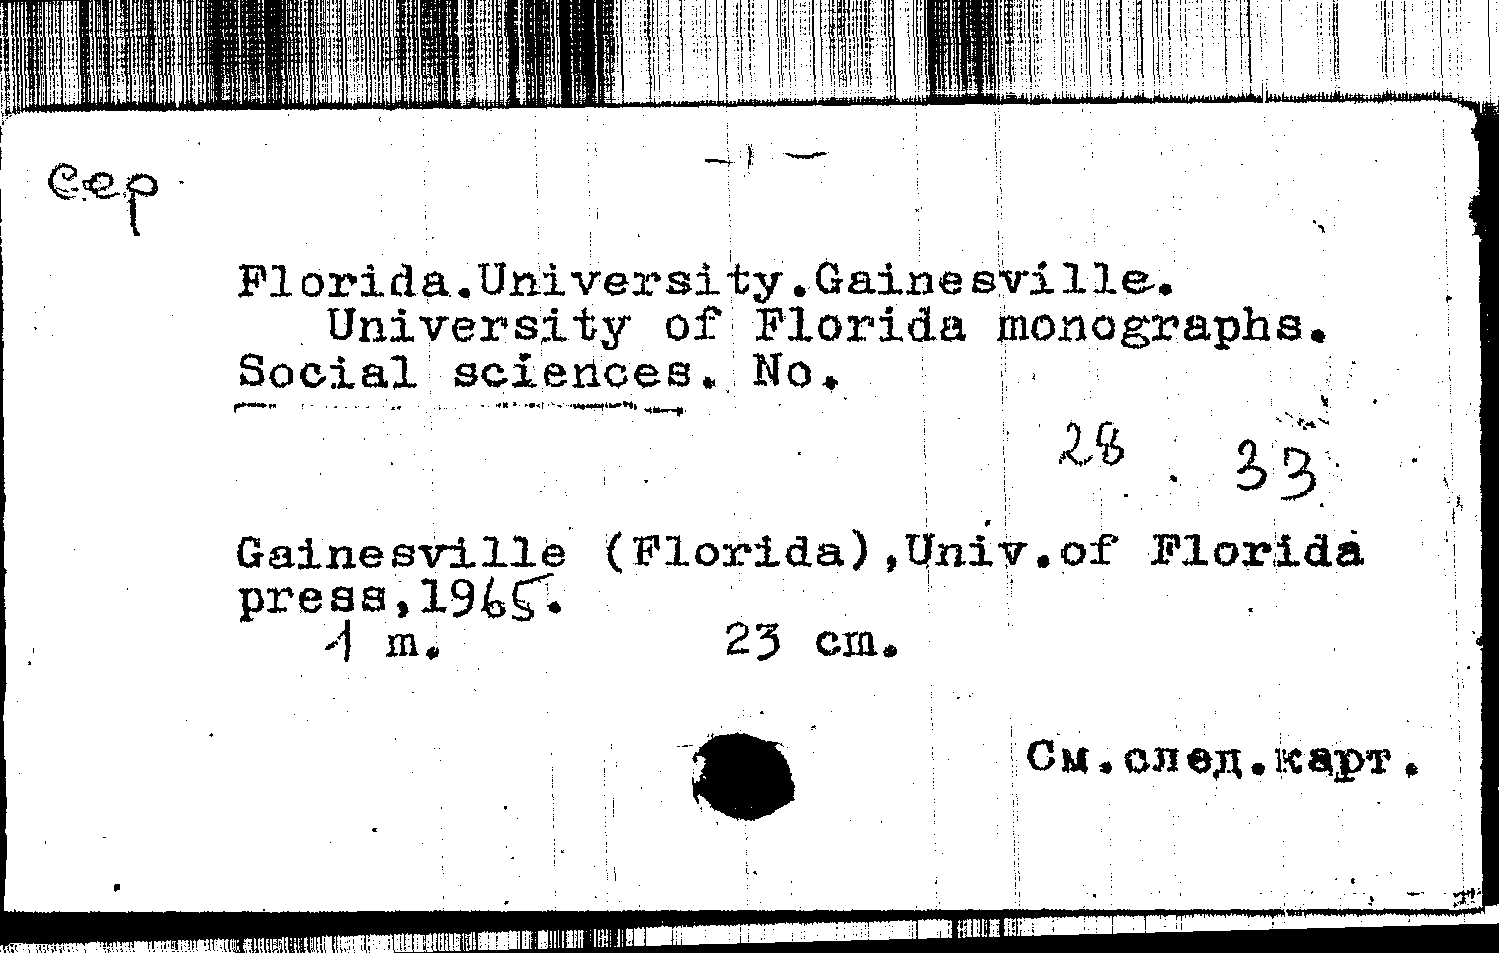 - 1 -
сер
Florida.University.Gainesville.
University of Florida monographs.
Social sciences. No.
28 . 33
Gainesville (Florida),Univ.of Florida
press,1965.
1 m. 23 cm.
См.след.карт.